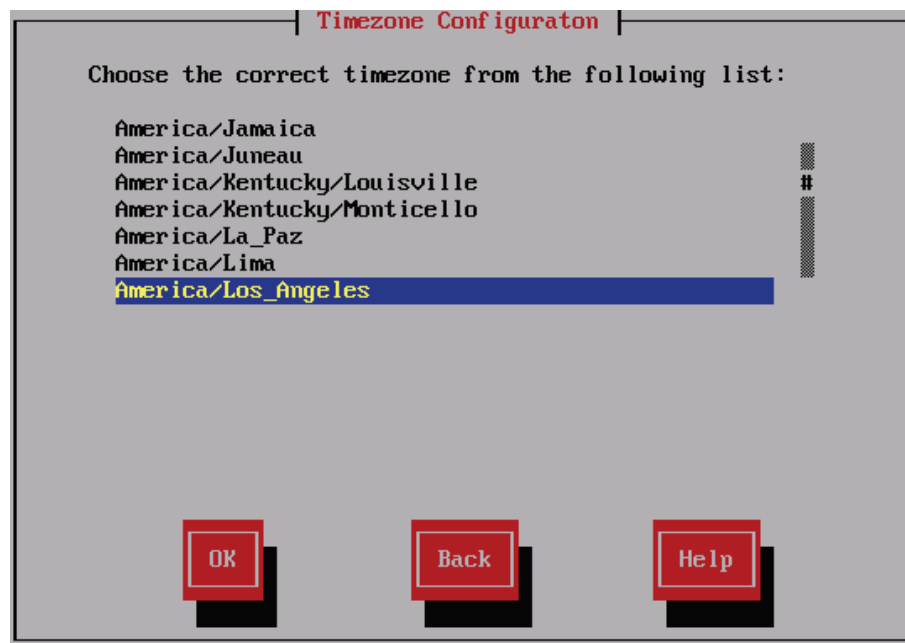 Timezone Configuraton
Choose the correct timezone from the following list:
America/Jamaica
America/Juneau
America/Kentucky/Louisville
#
America/Kentucky/Monticello
America/La_Paz
America/Lima
America/Los_Angeles
OK Back Help